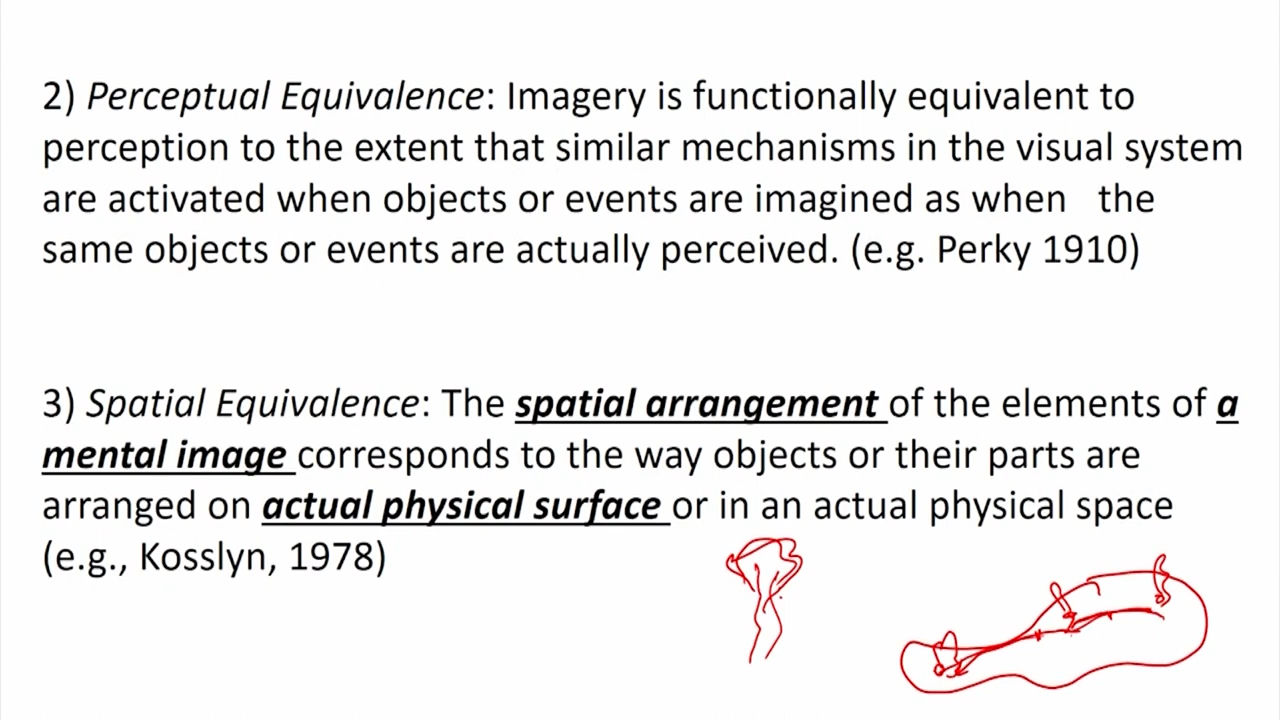 2) Perceptual Equivalence: Imagery is functionally equivalent to
perception to the extent that similar mechanisms in the visual system
are activated when objects or events are imagined as when the
same objects or events are actually perceived. (e.g. Perky 1910)
3) Spatial Equivalence: The spatial arrangement of the elements of a
mental image corresponds to the way objects or their parts are
arranged on actual physical surface or in an actual physical space
(e.g., Kosslyn, 1978)